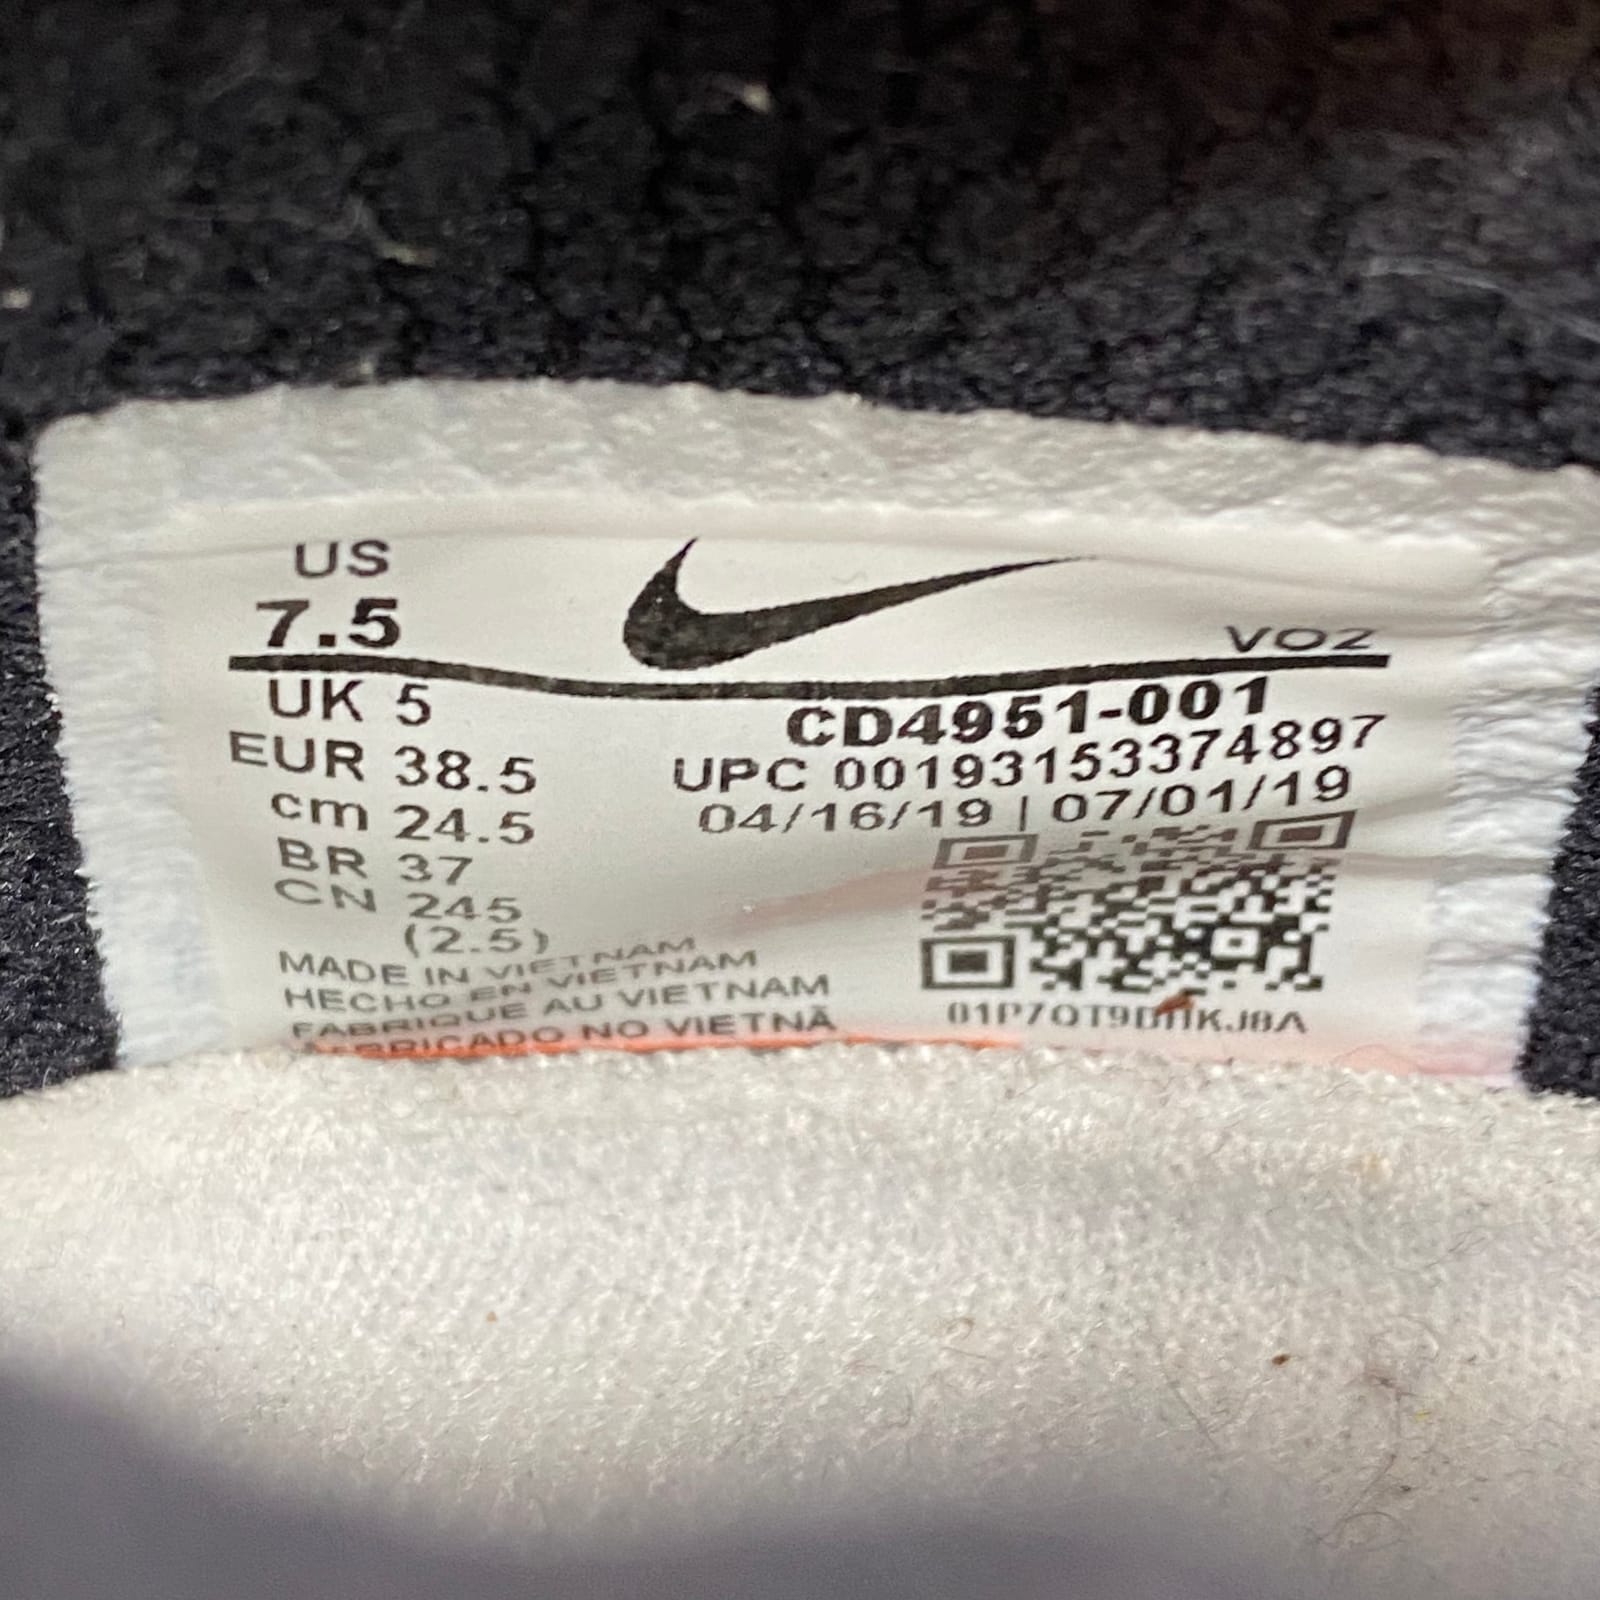 US
7.5
VO2
UK 5
EUR 38.5
cm 24.5
BR 37
CN 245
(2.5)
CD4951-001
UPC 00193153374897
04/16/19 | 07/01/19
MADE IN VIETNAM
HECHO EN VIETNAM
FABRIQUE AU VIETNAM
FABRICADO NO VIETNÃ